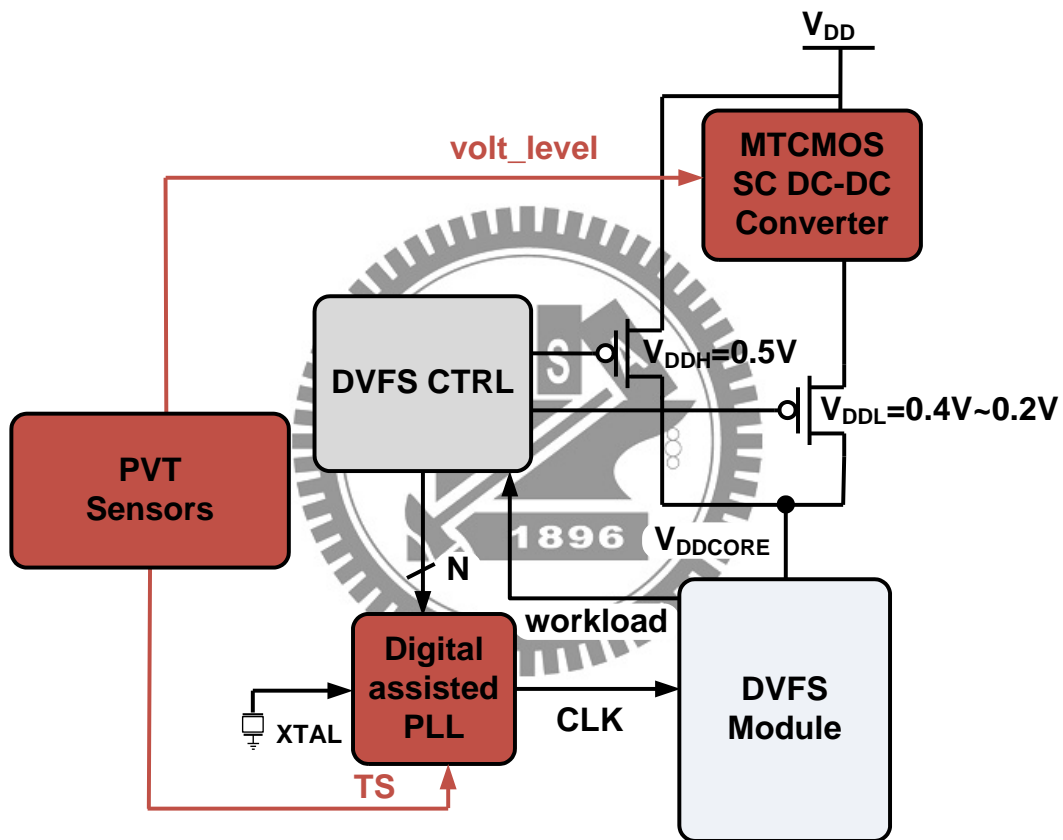 VDD
MTCMOS
SC DC-DC
Converter
volt_level
DVFS CTRL
S
A
VDDH=0.5V
VDDL=0.4V~0.2V
PVT
Sensors
1896
VDDCORE
N
workload
Digital
assisted
PLL
XTAL
CLK
DVFS
Module
TS